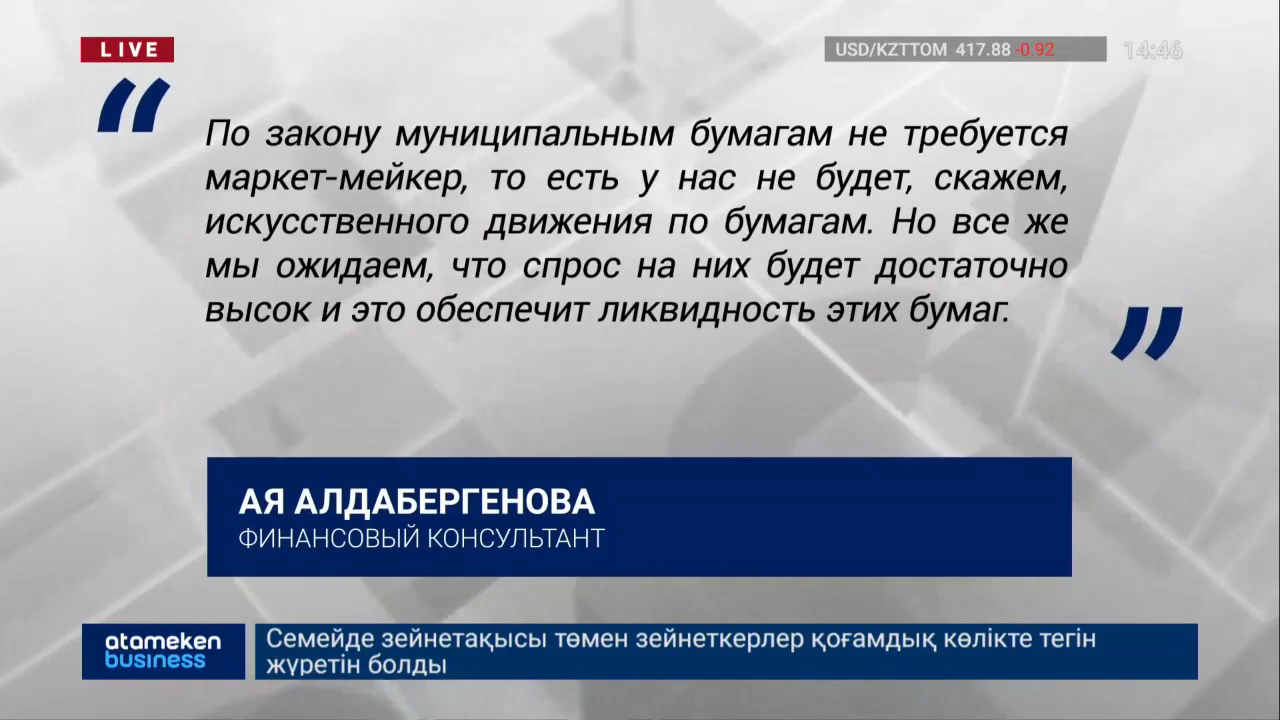 LIVE
USD/KZTTOM 417.88 -0.92
14:46
“
По закону муниципальным бумагам не требуется
маркет-мейкер, то есть у нас не будет, скажем,
искусственного движения по бумагам. Но все же
мы ожидаем, что спрос на них будет достаточно
высок и это обеспечит ликвидность этих бумаг.
”
АЯ АЛДАБЕРГЕНОВА
ФИНАНСОВЫЙ КОНСУЛЬТАНТ
atameken
business
Семейде зейнетақысы төмен зейнеткерлер қоғамдық көлікте тегін
жүретін болды